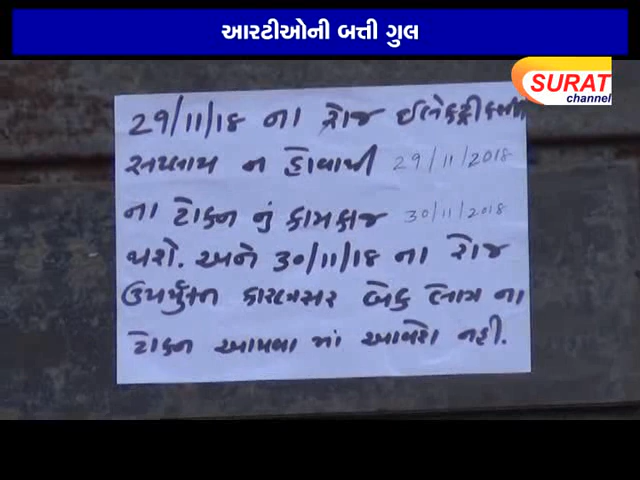 આરટીઓની બત્તી ગુલ
SURAT
channel
29/11/18 ના રોજ ઈલેક્ટ્રીકની
સપ્લાય ન હોવાથી 29/11/2018
ના ટોકન નું કામકાજ 30/11/2018
થશે. અને 30/11/18 ના રોજ
ઉપર્યુક્ત કારણસર બેક લોગ ના
ટોકન આપવા માં આવશે નહી.